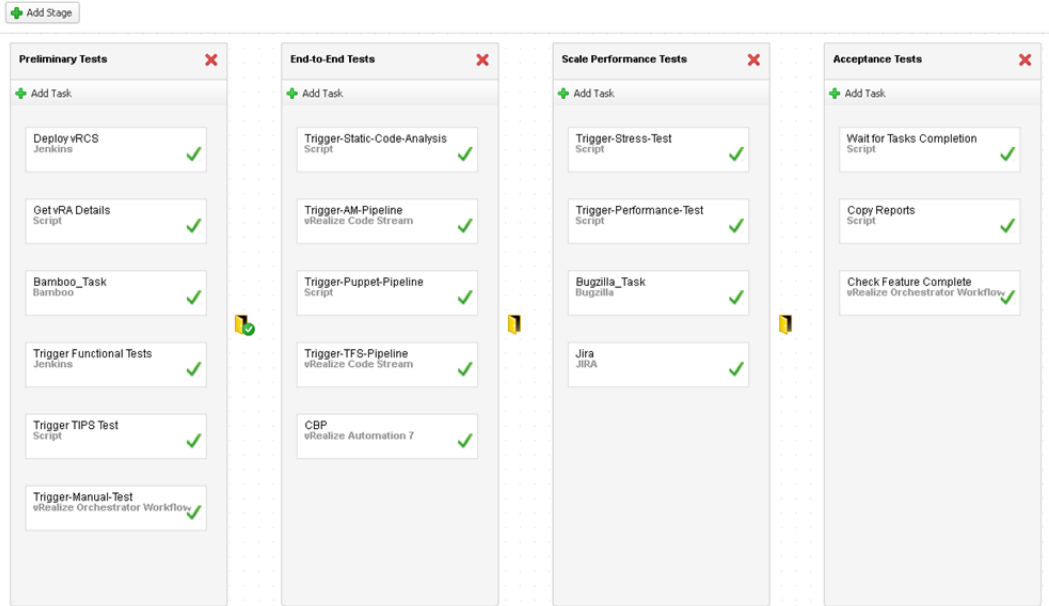 Add Stage
Preliminary Tests
Add Task
Deploy vRCS
Jenkins
Get vRA Details
Script
Bamboo_Task
Bamboo
Trigger Functional Tests
Jenkins
Trigger TIPS Test
Script
Trigger-Manual-Test
vRealize Orchestrator Workflow
End-to-End Tests
Add Task
Trigger-Static-Code-Analysis
Script
Trigger-AM-Pipeline
vRealize Code Stream
Trigger-Puppet-Pipeline
Script
Trigger-TFS-Pipeline
vRealize Code Stream
CBP
vRealize Automation 7
Scale Performance Tests
Add Task
Trigger-Stress-Test
Script
Trigger-Performance-Test
Script
Bugzilla_Task
Bugzilla
Jira
JIRA
Acceptance Tests
Add Task
Wait for Tasks Completion
Script
Copy Reports
Script
Check Feature Complete
vRealize Orchestrator Workflow